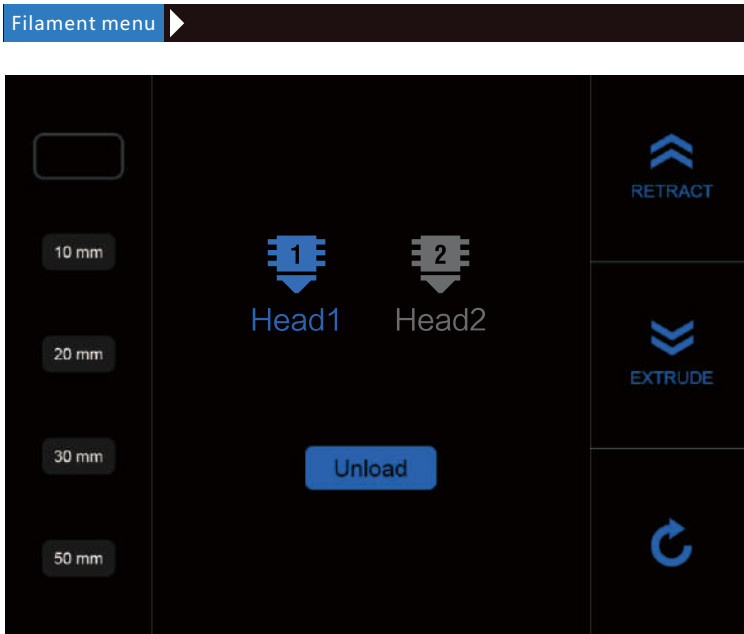 Filament menu
RETRACT
10 mm
1
2
Head1
Head2
20 mm
EXTRUDE
30 mm
Unload
50 mm